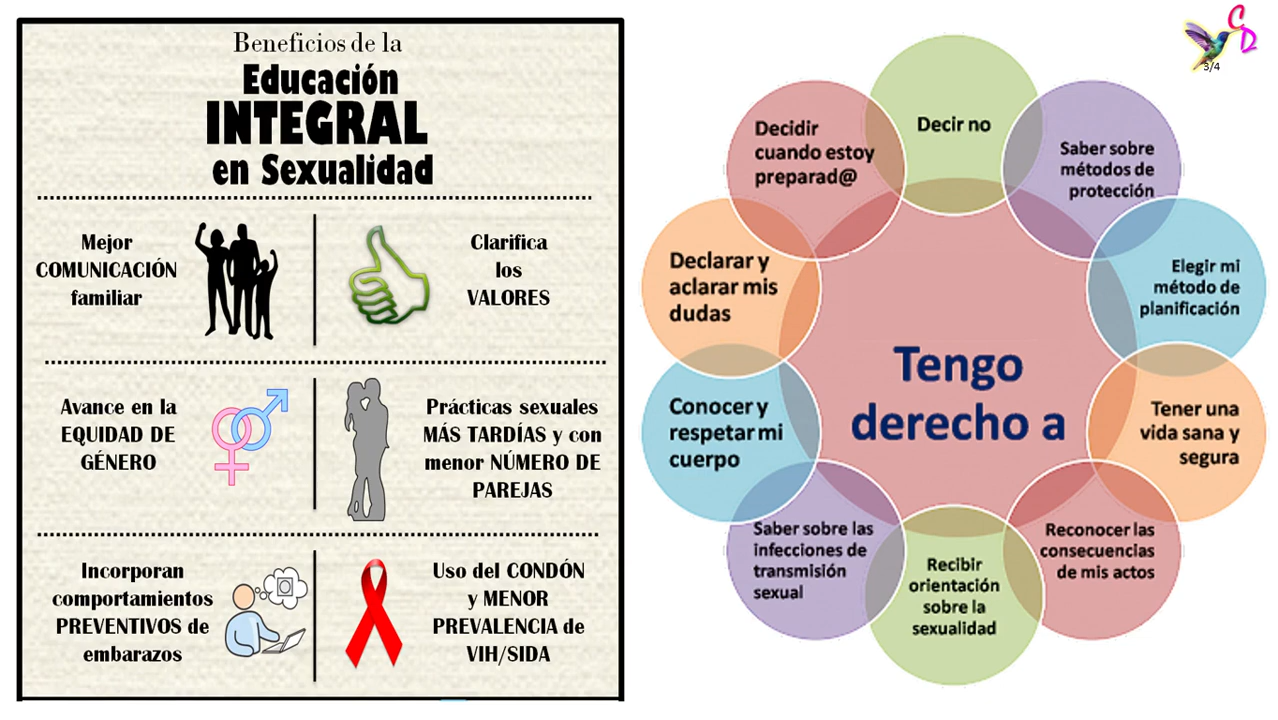 Beneficios de la
Educación
INTEGRAL
en Sexualidad
Mejor
COMUNICACIÓN
familiar
Clarifica
los
VALORES
Avance en la
EQUIDAD DE
GÉNERO
Prácticas sexuales
MÁS TARDÍAS y con
menor NÚMERO DE
PAREJAS
Incorporan
comportamientos
PREVENTIVOS de
embarazos
Uso del CONDÓN
y MENOR
PREVALENCIA de
VIH/SIDA
CD
3/4
Tengo
derecho a
Decir no
Saber sobre
métodos de
protección
Elegir mi
método de
planificación
Tener una
vida sana y
segura
Reconocer las
consecuencias
de mis actos
Recibir
orientación
sobre la
sexualidad
Saber sobre las
infecciones de
transmisión
sexual
Conocer y
respetar mi
cuerpo
Declarar y
aclarar mis
dudas
Decidir
cuando estoy
preparad@